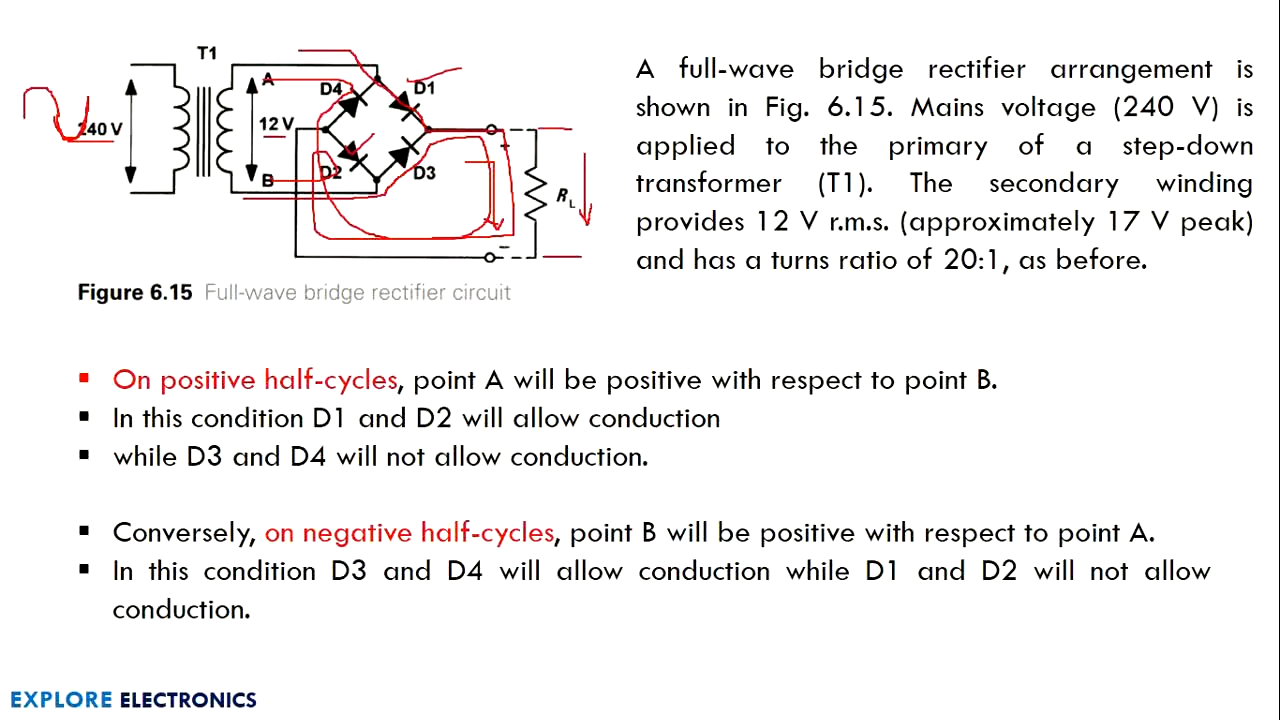 T1
A
D4
D1
240 V
12 V
+
B
D2
D3
R L
–
Figure 6.15 Full-wave bridge rectifier circuit
A full-wave bridge rectifier arrangement is
shown in Fig. 6.15. Mains voltage (240 V) is
applied to the primary of a step-down
transformer (T1). The secondary winding
provides 12 V r.m.s. (approximately 17 V peak)
and has a turns ratio of 20:1, as before.
▪ On positive half-cycles, point A will be positive with respect to point B.
▪ In this condition D1 and D2 will allow conduction
▪ while D3 and D4 will not allow conduction.
▪ Conversely, on negative half-cycles, point B will be positive with respect to point A.
▪ In this condition D3 and D4 will allow conduction while D1 and D2 will not allow
conduction.
EXPLORE ELECTRONICS